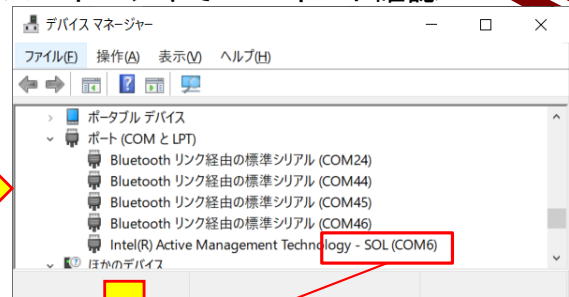 デバイス マネージャー
ファイル(F) 操作(A) 表示(V) ヘルプ(H)
ポータブル デバイス
ポート (COM と LPT)
Bluetooth リンク経由の標準シリアル (COM24)
Bluetooth リンク経由の標準シリアル (COM44)
Bluetooth リンク経由の標準シリアル (COM45)
Bluetooth リンク経由の標準シリアル (COM46)
Intel(R) Active Management Technology - SOL (COM6)
ほかのデバイス